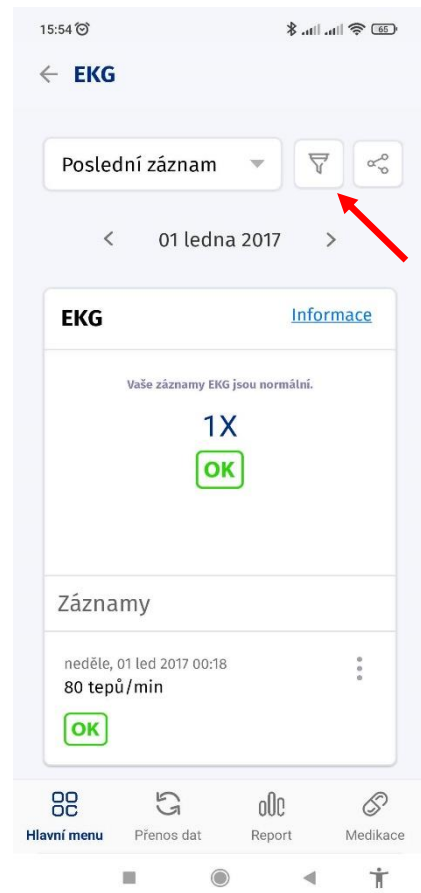 15:54
65
EKG
Poslední záznam
01 ledna 2017
EKG
Informace
Vaše záznamy EKG jsou normální.
1X
OK
Záznamy
neděle, 01 led 2017 00:18
80 tepů/min
OK
Hlavní menu Přenos dat Report Medikace